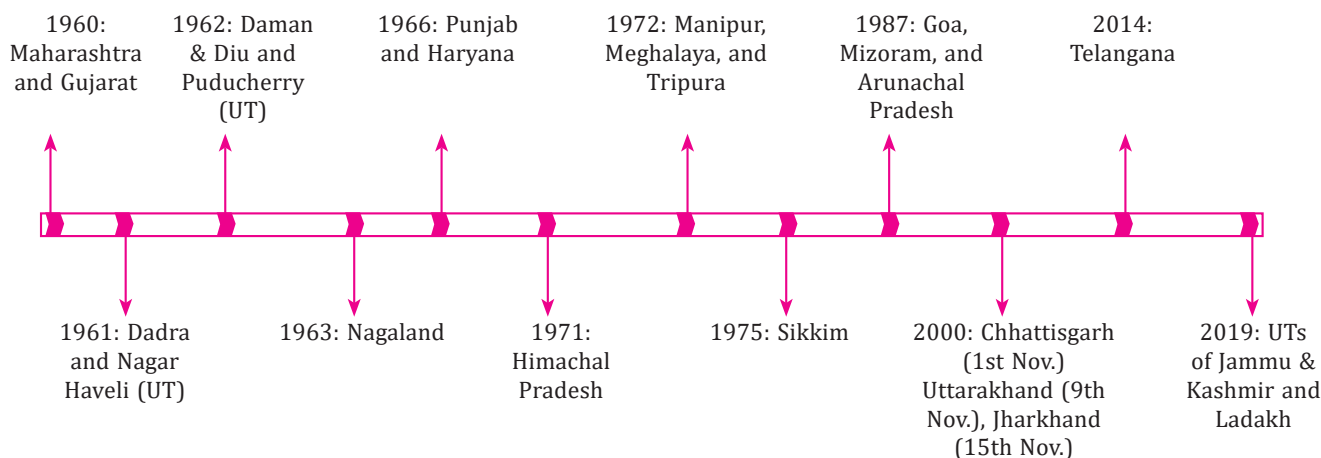 1960:
Maharashtra
and Gujarat
1962: Daman
& Diu and
Puducherry
(UT)
1966: Punjab
and Haryana
1972: Manipur,
Meghalaya, and
Tripura
1987: Goa,
Mizoram, and
Arunachal
Pradesh
2014:
Telangana
1961: Dadra
and Nagar
Haveli (UT)
1963: Nagaland
1971:
Himachal
Pradesh
1975: Sikkim
2000: Chhattisgarh
(1st Nov.)
Uttarakhand (9th
Nov.), Jharkhand
(15th Nov.)
2019: UTs
of Jammu &
Kashmir and
Ladakh